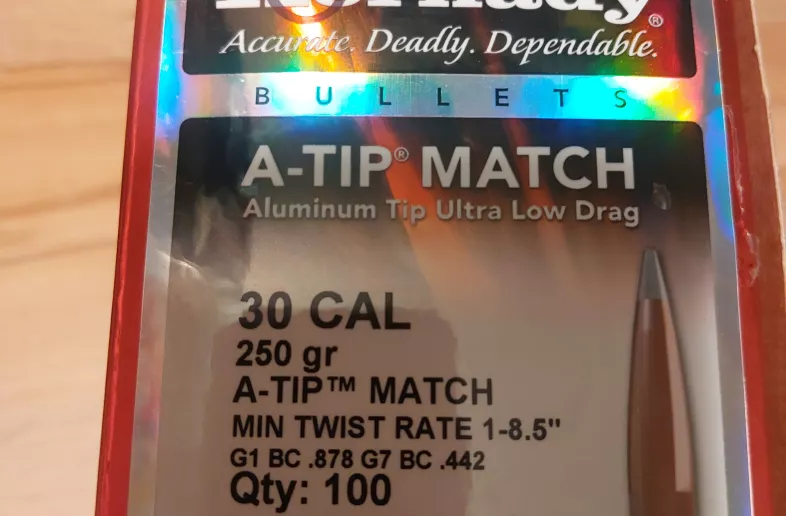 Hornady®
Accurate. Deadly. Dependable.
BULLETS
A-TIP® MATCH
Aluminum Tip Ultra Low Drag
30 CAL
250 gr
A-TIP™ MATCH
MIN TWIST RATE 1-8.5"
G1 BC .878 G7 BC .442
Qty: 100